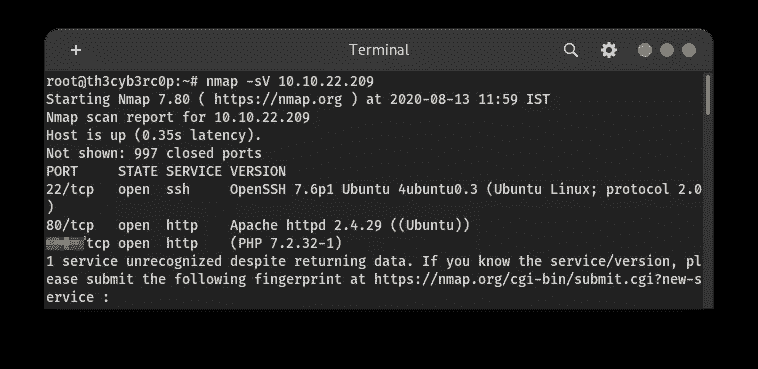 + Terminal
root@th3cyb3rc0p:~# nmap -sV 10.10.22.209
Starting Nmap 7.80 ( https://nmap.org ) at 2020-08-13 11:59 IST
Nmap scan report for 10.10.22.209
Host is up (0.35s latency).
Not shown: 997 closed ports
PORT     STATE SERVICE VERSION
22/tcp   open  ssh     OpenSSH 7.6p1 Ubuntu 4ubuntu0.3 (Ubuntu Linux; protocol 2.0
)
80/tcp   open  http    Apache httpd 2.4.29 ((Ubuntu))
tcp open  http    (PHP 7.2.32-1)
1 service unrecognized despite returning data. If you know the service/version, pl
ease submit the following fingerprint at https://nmap.org/cgi-bin/submit.cgi?new-s
ervice :